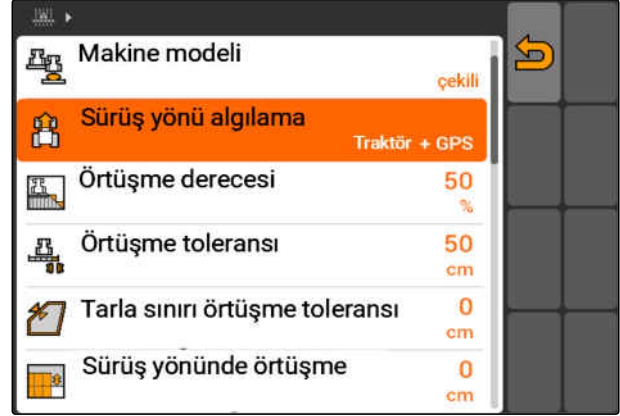 Makine modeli
çekili
Sürüş yönü algılama
Traktör + GPS
Örtüşme derecesi
50
%
Örtüşme toleransı
50
cm
Tarla sınırı örtüşme toleransı
0
cm
Sürüş yönünde örtüşme
0
cm